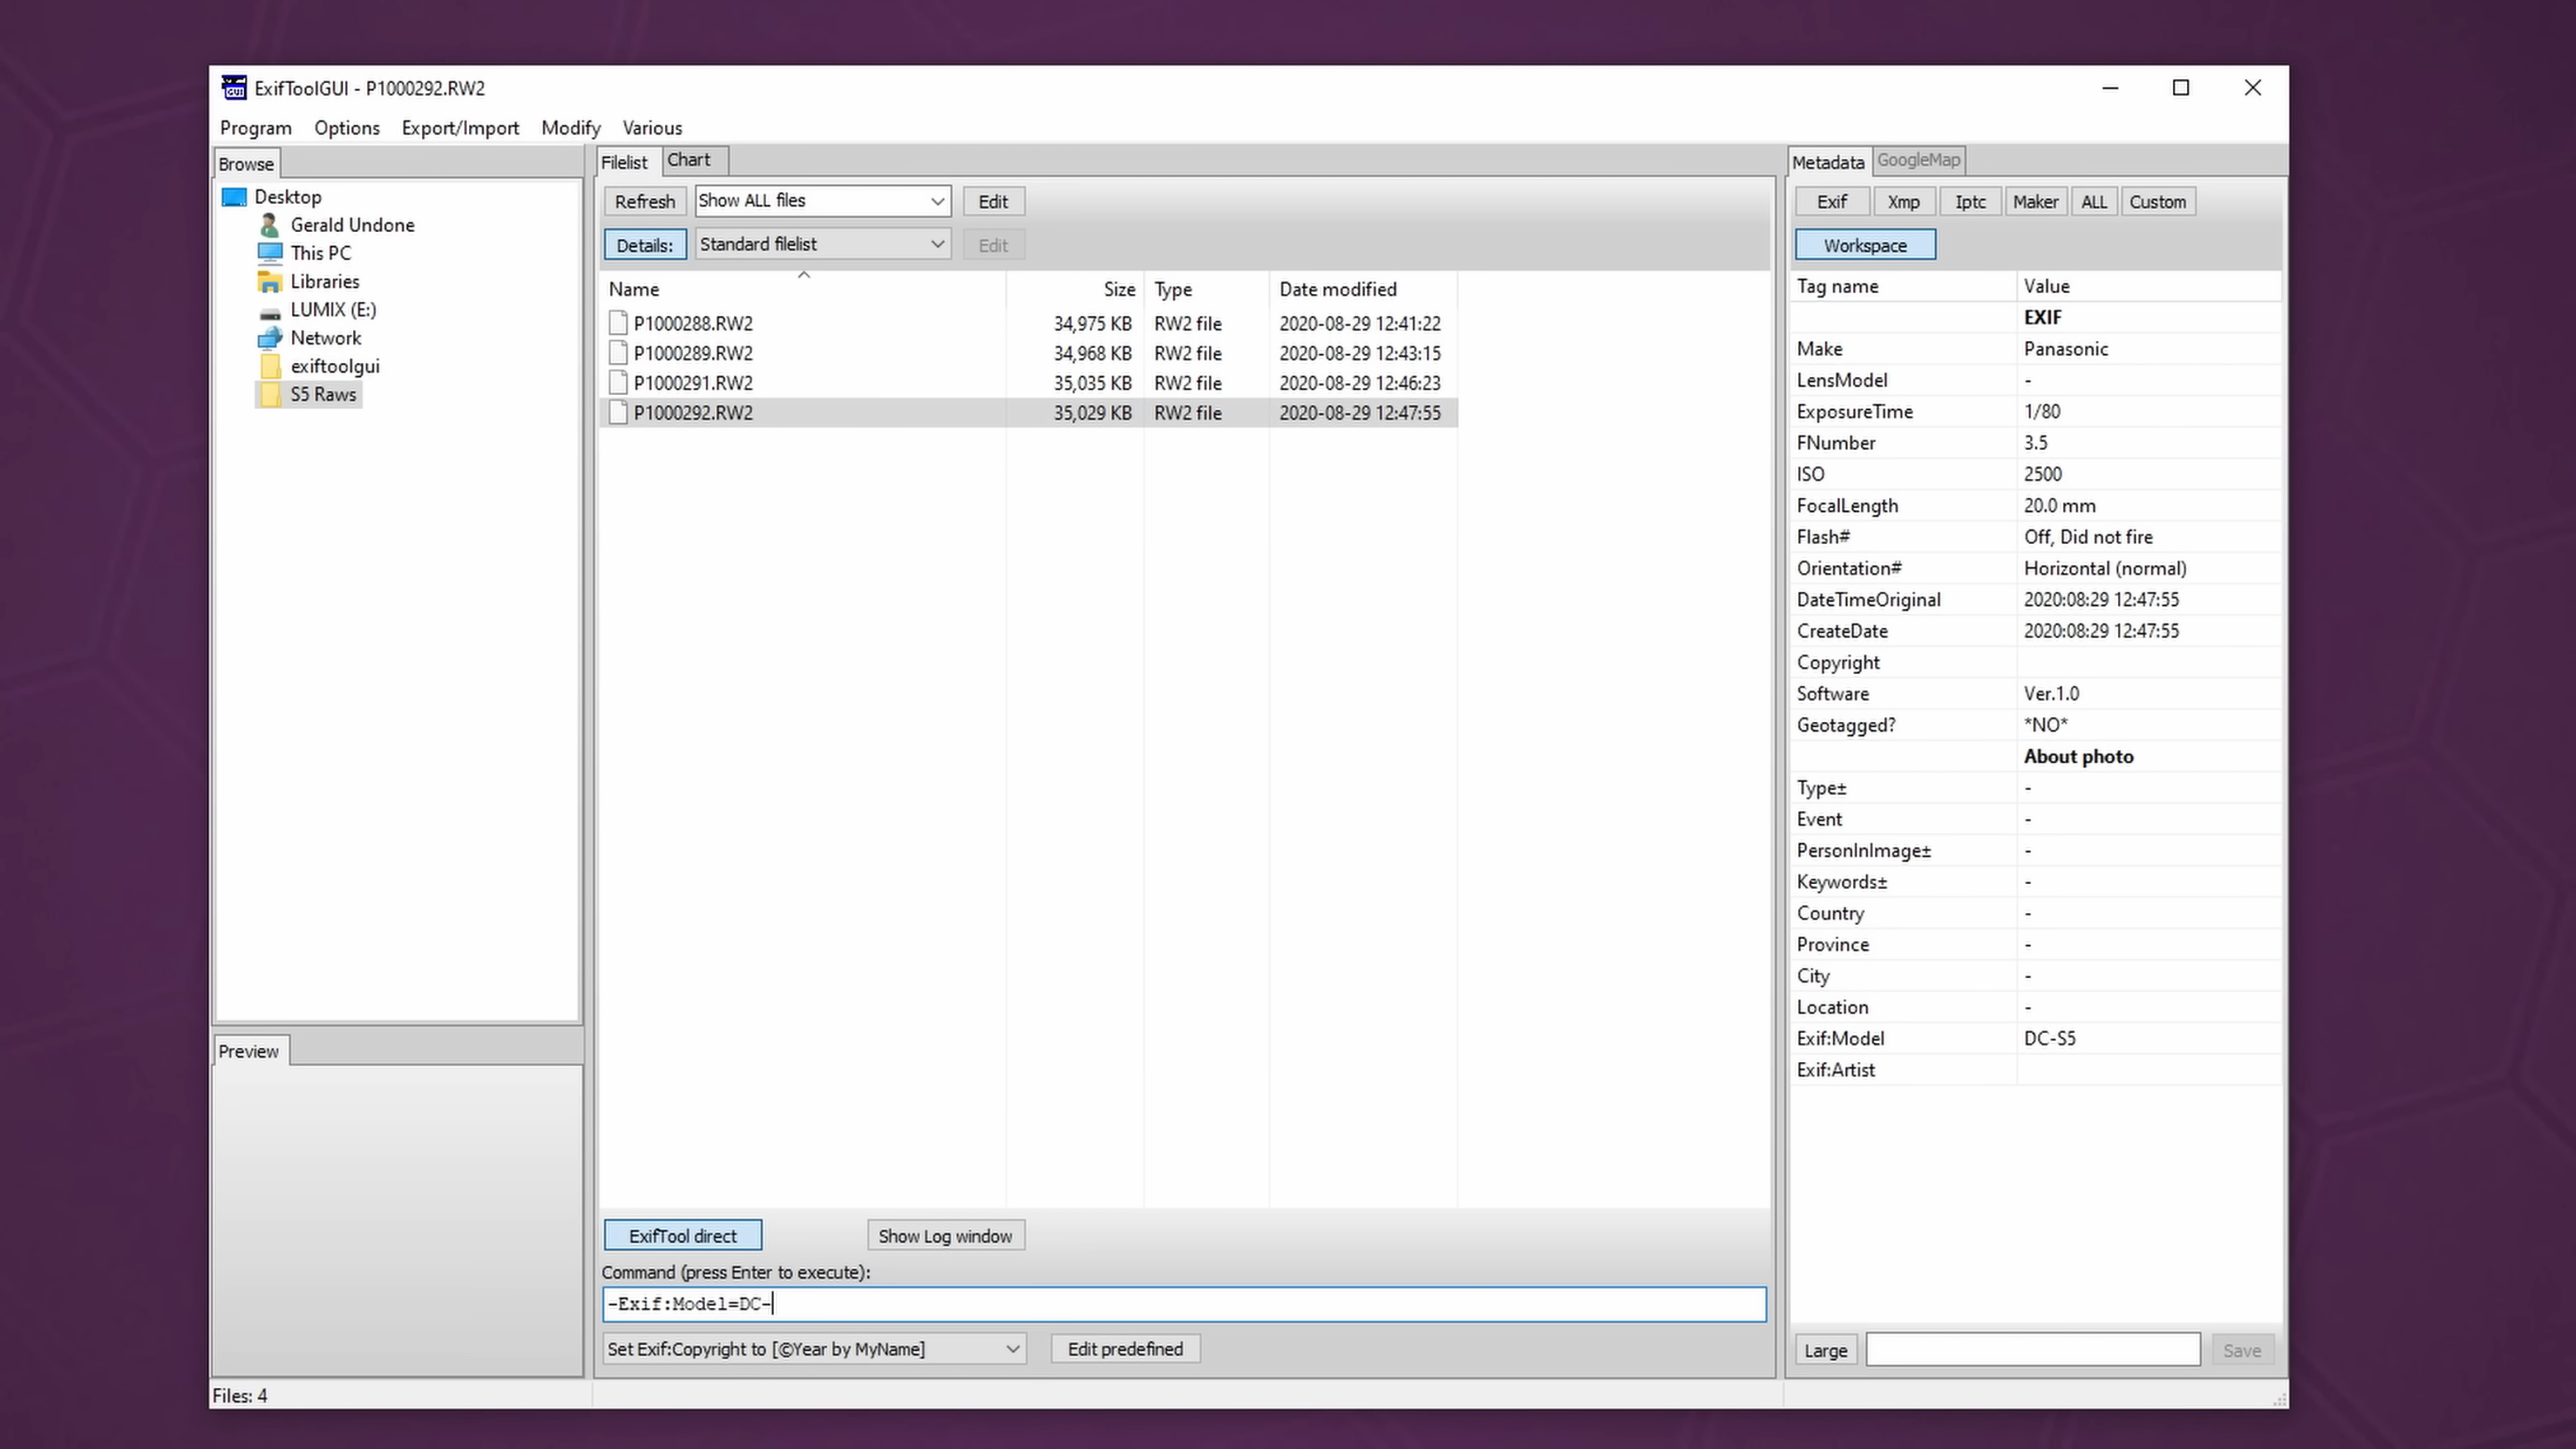 ExifToolGUI - P1000292.RW2
Program Options Export/Import Modify Various
Browse
Desktop
Gerald Undone
This PC
Libraries
LUMIX (E:)
Network
exiftoolgui
S5 Raws
Preview
Files: 4
Filelist Chart
Refresh Show ALL files Edit
Details: Standard filelist Edit
Name Size Type Date modified
P1000288.RW2 34,975 KB RW2 file 2020-08-29 12:41:22
P1000289.RW2 34,968 KB RW2 file 2020-08-29 12:43:15
P1000291.RW2 35,035 KB RW2 file 2020-08-29 12:46:23
P1000292.RW2 35,029 KB RW2 file 2020-08-29 12:47:55
ExifTool direct Show Log window
Command (press Enter to execute):
-Exif:Model=DC-
Set Exif:Copyright to [©Year by MyName] Edit predefined
Metadata GoogleMap
Exif Xmp Iptc Maker ALL Custom
Workspace
Tag name Value
EXIF
Make Panasonic
LensModel -
ExposureTime 1/80
FNumber 3.5
ISO 2500
FocalLength 20.0 mm
Flash# Off, Did not fire
Orientation# Horizontal (normal)
DateTimeOriginal 2020:08:29 12:47:55
CreateDate 2020:08:29 12:47:55
Copyright
Software Ver.1.0
Geotagged? *NO*
About photo
Type± -
Event -
PersonInImage± -
Keywords± -
Country -
Province -
City -
Location -
Exif:Model DC-S5
Exif:Artist
Large Save